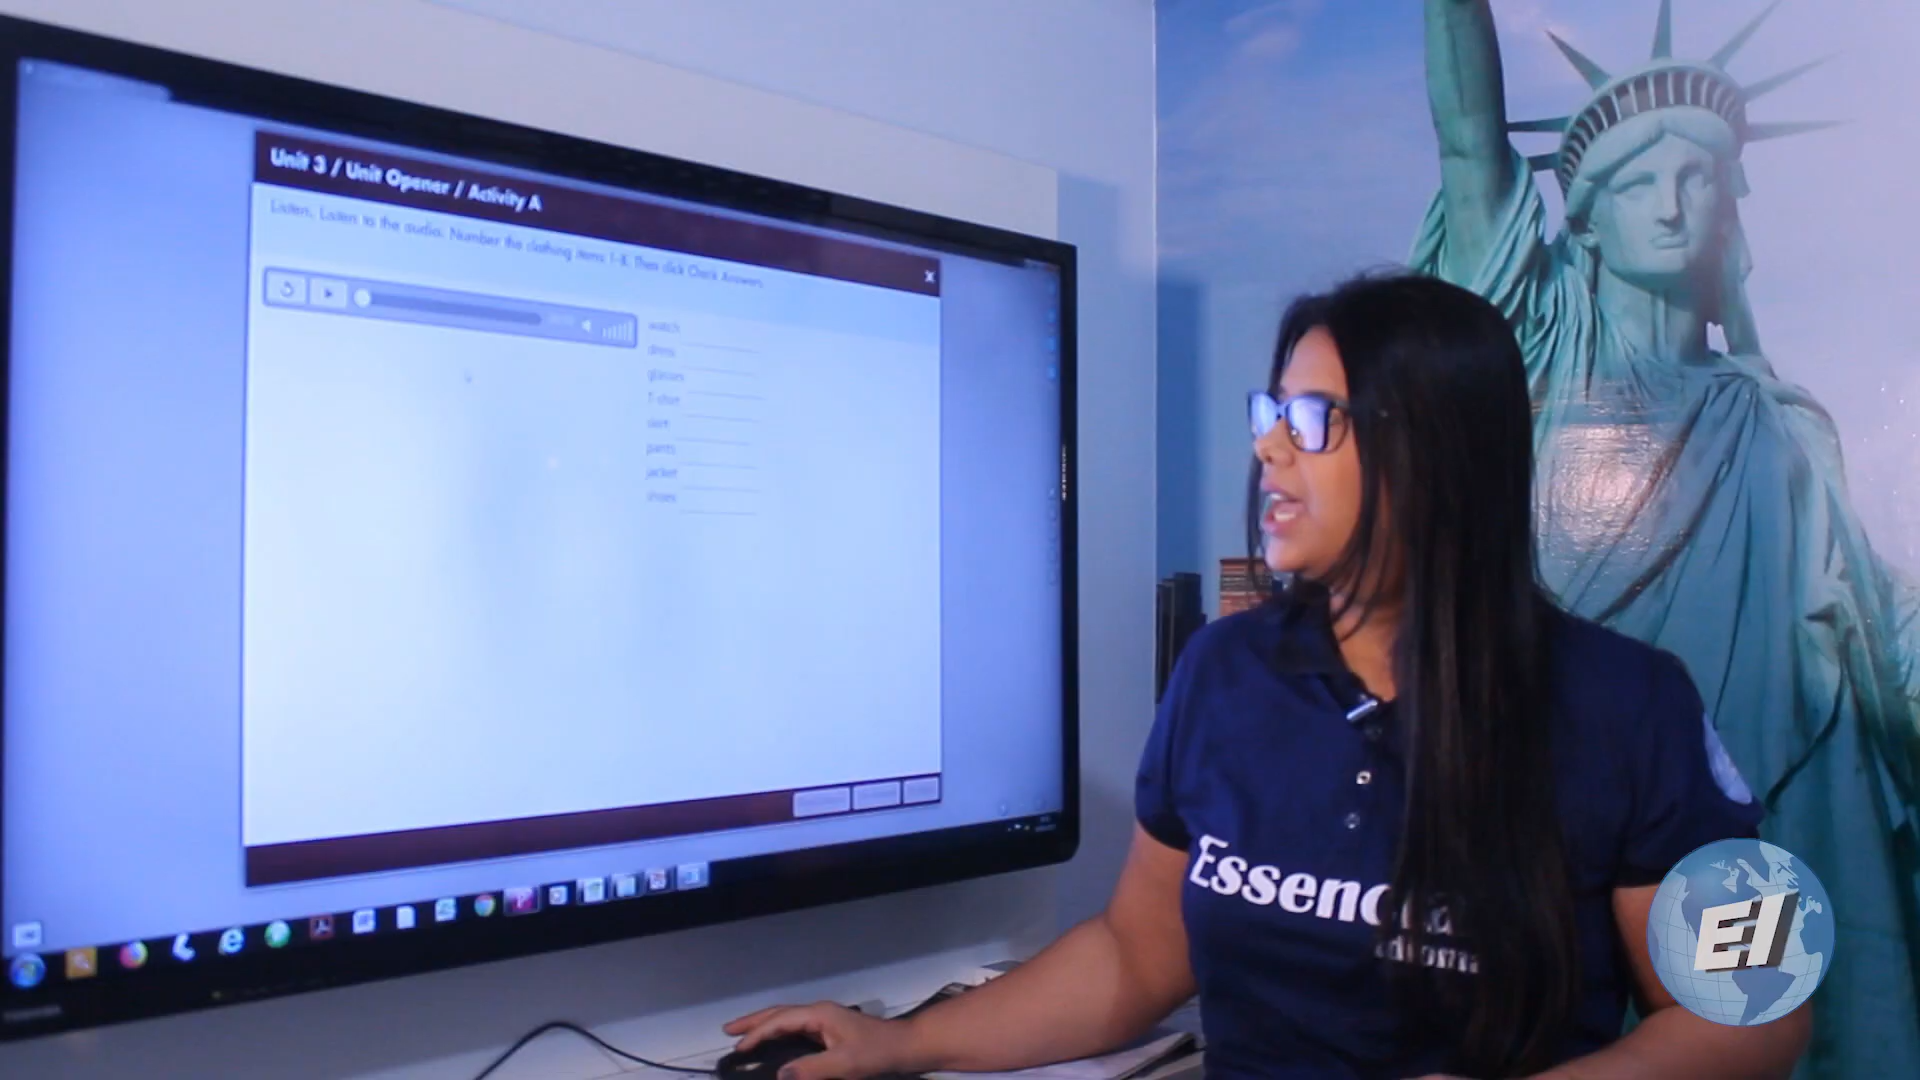 Unit 3 / Unit Opener / Activity A
Listen. Listen to the audio. Number the clothing items 1-8. Then click Check Answers.
watch
dress
glasses
T-shirt
skirt
pants
jacket
shoes
Essencia
EI